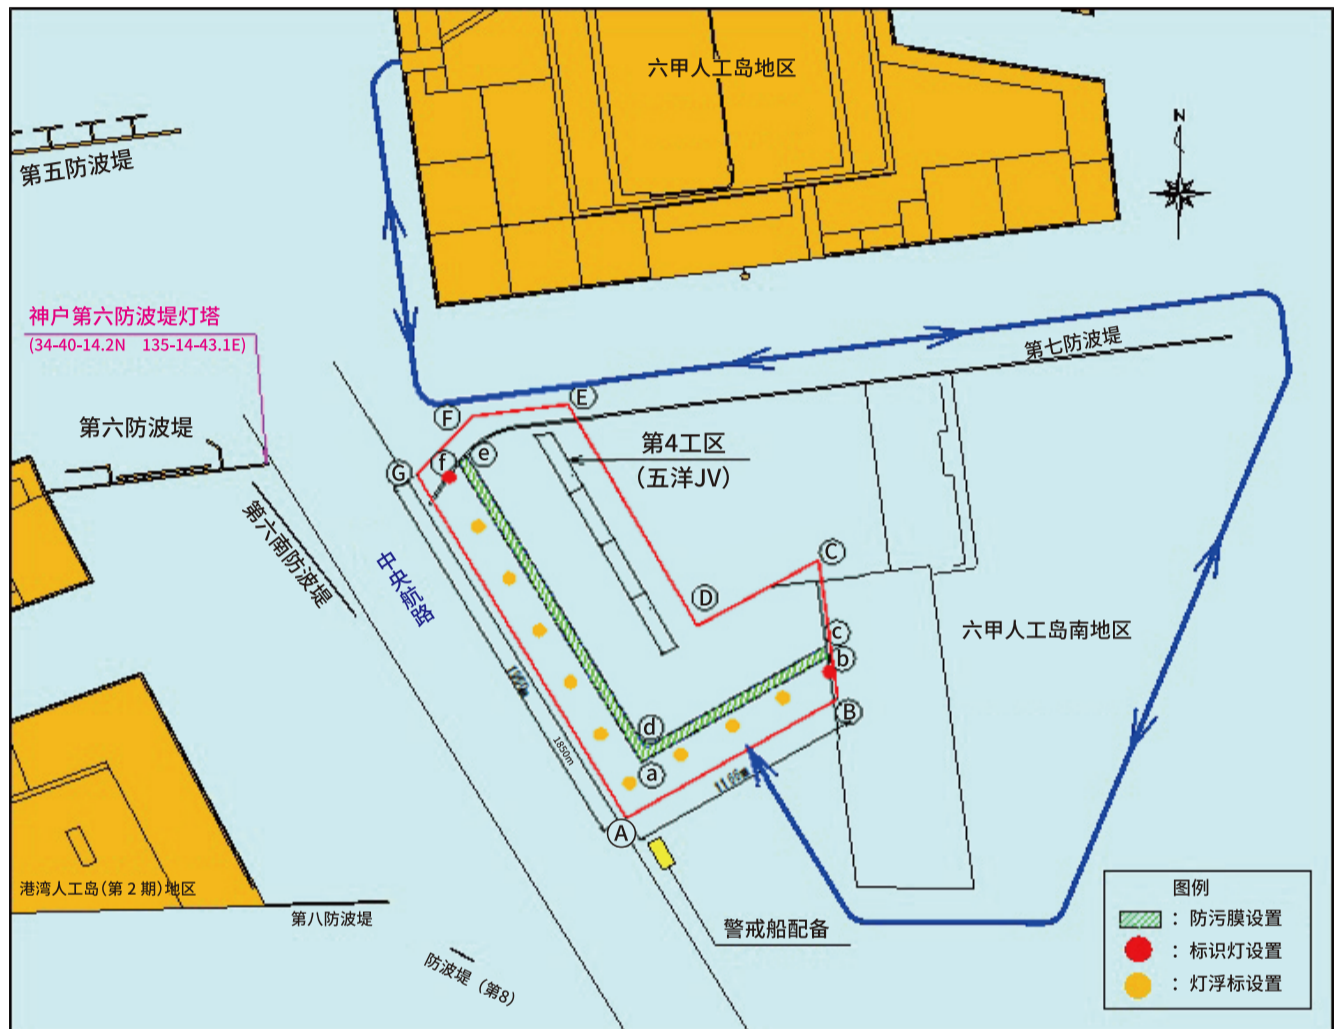 六甲人工岛地区
N
第五防波堤
神户第六防波堤灯塔
(34-40-14.2N 135-14-43.1E)
第七防波堤
第六防波堤
F
E
第4工区
(五洋JV)
G
f
e
第六南防波堤
中央航路
C
D
c
b
六甲人工岛南地区
B
d
a
1850m
A
港湾人工岛(第 2 期)地区
第八防波堤
防波堤 (第8)
警戒船配备
图例
：防污膜设置
：标识灯设置
：灯浮标设置